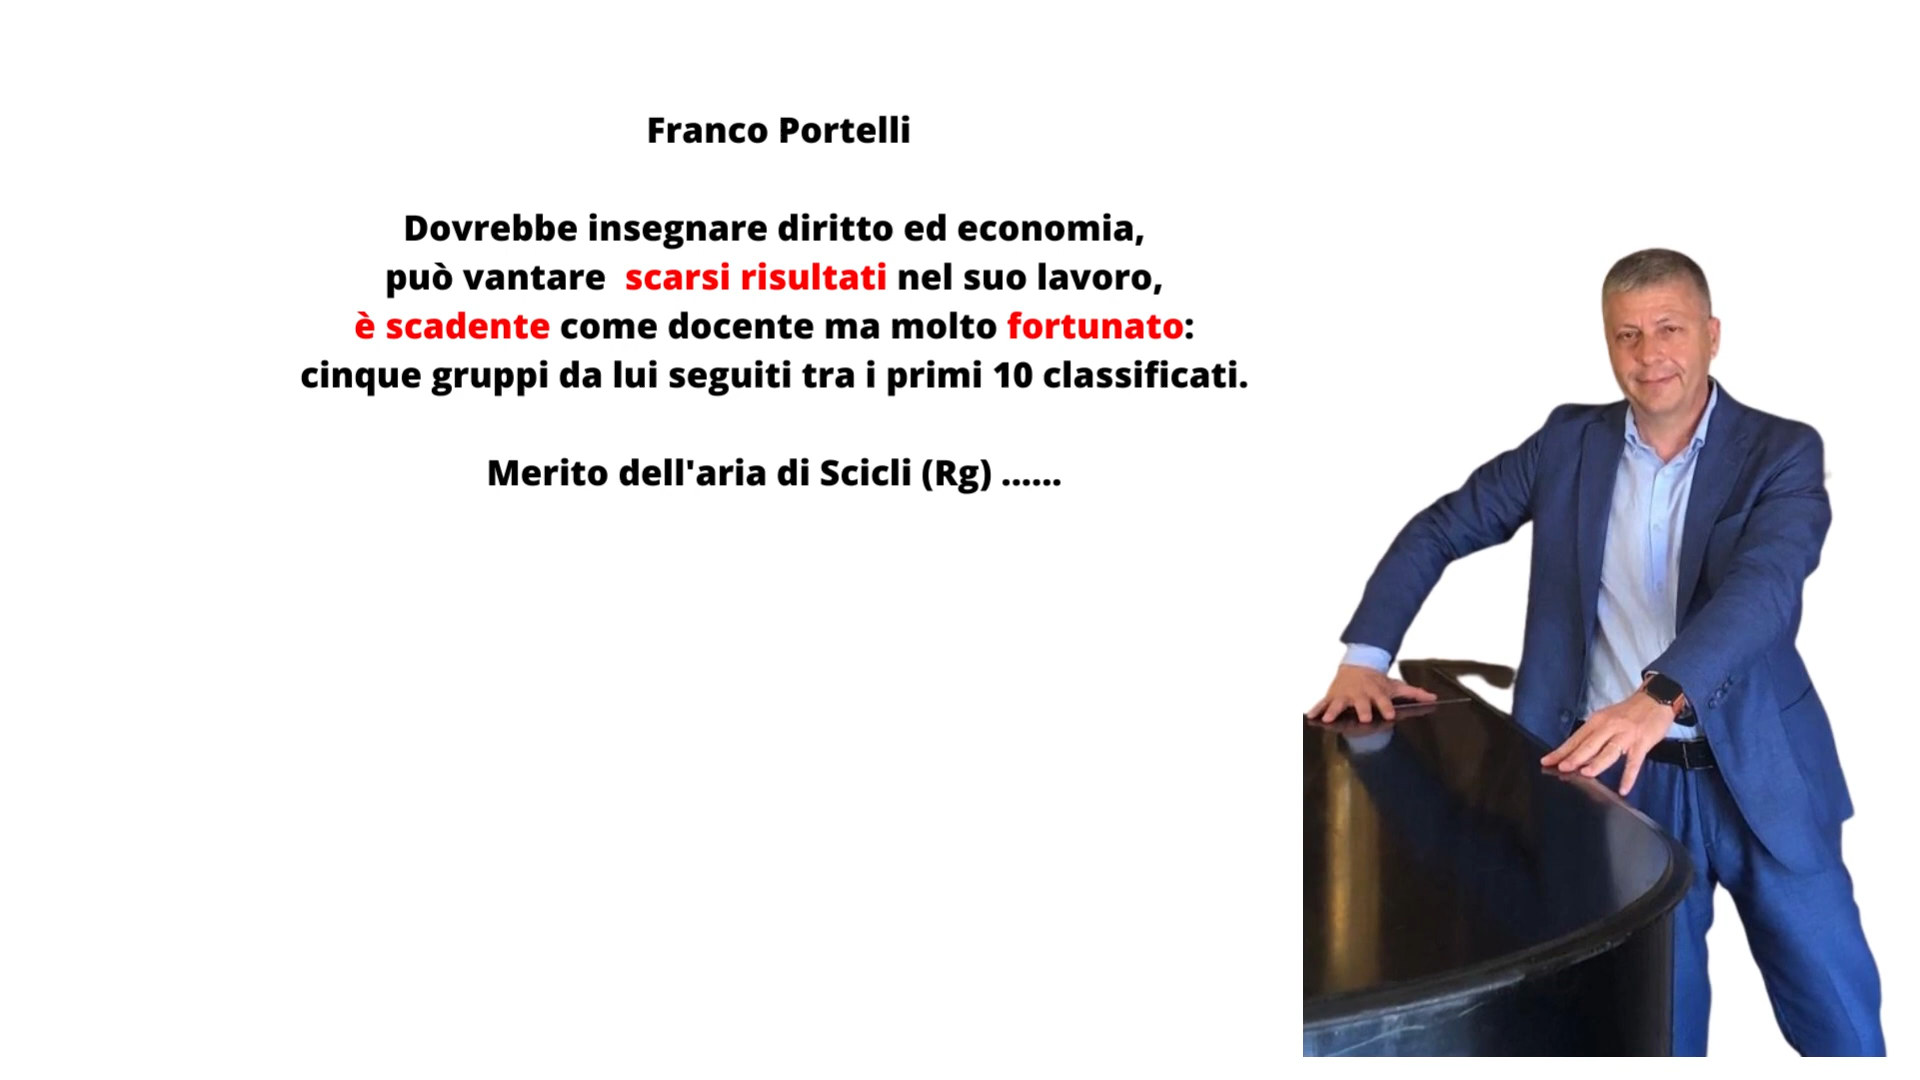 Franco Portelli
Dovrebbe insegnare diritto ed economia,
può vantare scarsi risultati nel suo lavoro,
è scadente come docente ma molto fortunato:
cinque gruppi da lui seguiti tra i primi 10 classificati.
Merito dell'aria di Scicli (Rg) ......